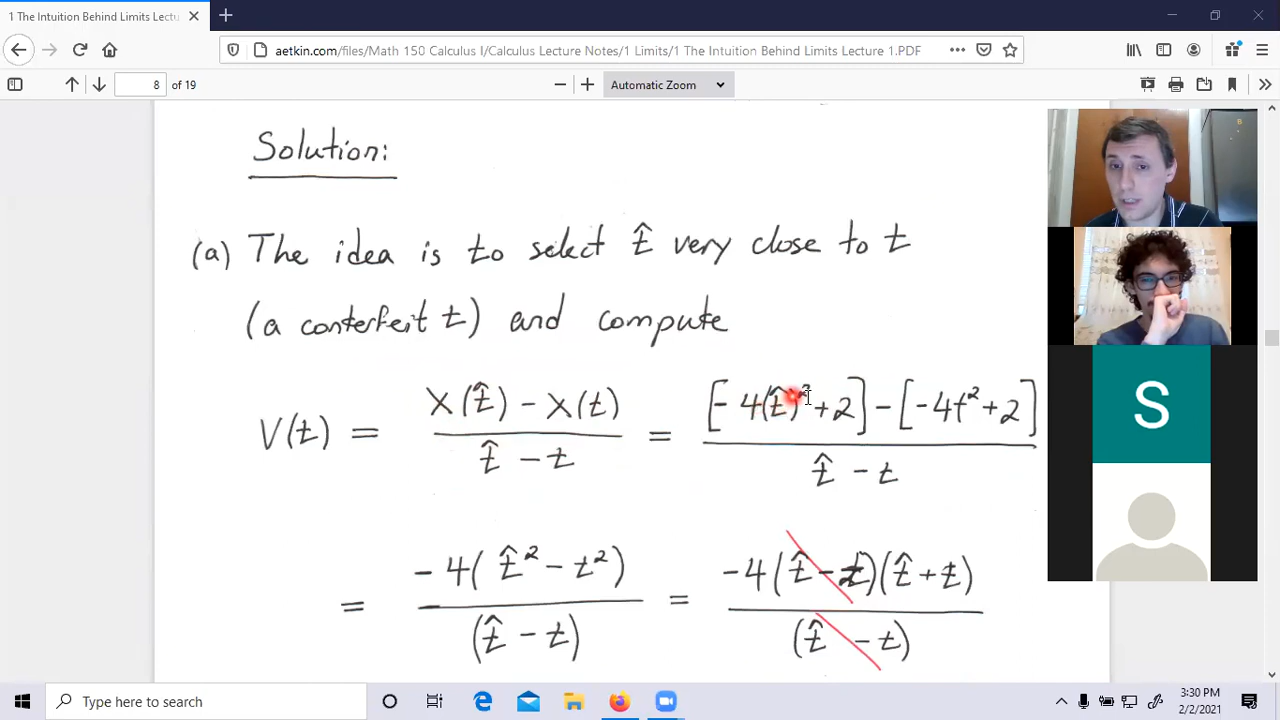 1 The Intuition Behind Limits Lectu
aetkin.com/files/Math 150 Calculus I/Calculus Lecture Notes/1 Limits/1 The Intuition Behind Limits Lecture 1.PDF
8 of 19
Automatic Zoom
Solution:
(a) The idea is to select t̂ very close to t
(a conterfeit t) and compute
V(t) = X(t̂) - X(t) / t̂ - t = [-4(t̂)² + 2] - [-4t² + 2] / t̂ - t
= -4(t̂² - t²) / (t̂ - t) = -4(t̂ - t)(t̂ + t) / (t̂ - t)
S
Type here to search
3:30 PM
2/2/2021